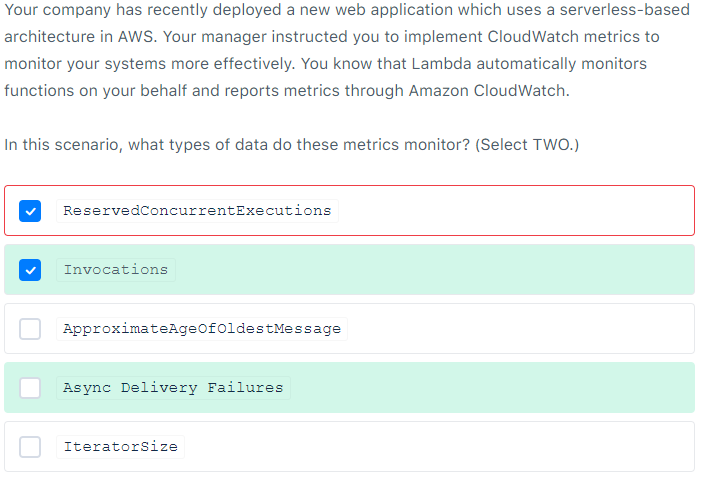 Your company has recently deployed a new web application which uses a serverless-based
architecture in AWS. Your manager instructed you to implement CloudWatch metrics to
monitor your systems more effectively. You know that Lambda automatically monitors
functions on your behalf and reports metrics through Amazon CloudWatch.
In this scenario, what types of data do these metrics monitor? (Select TWO.)
ReservedConcurrentExecutions
Invocations
ApproximateAgeOfOldestMessage
Async Delivery Failures
IteratorSize